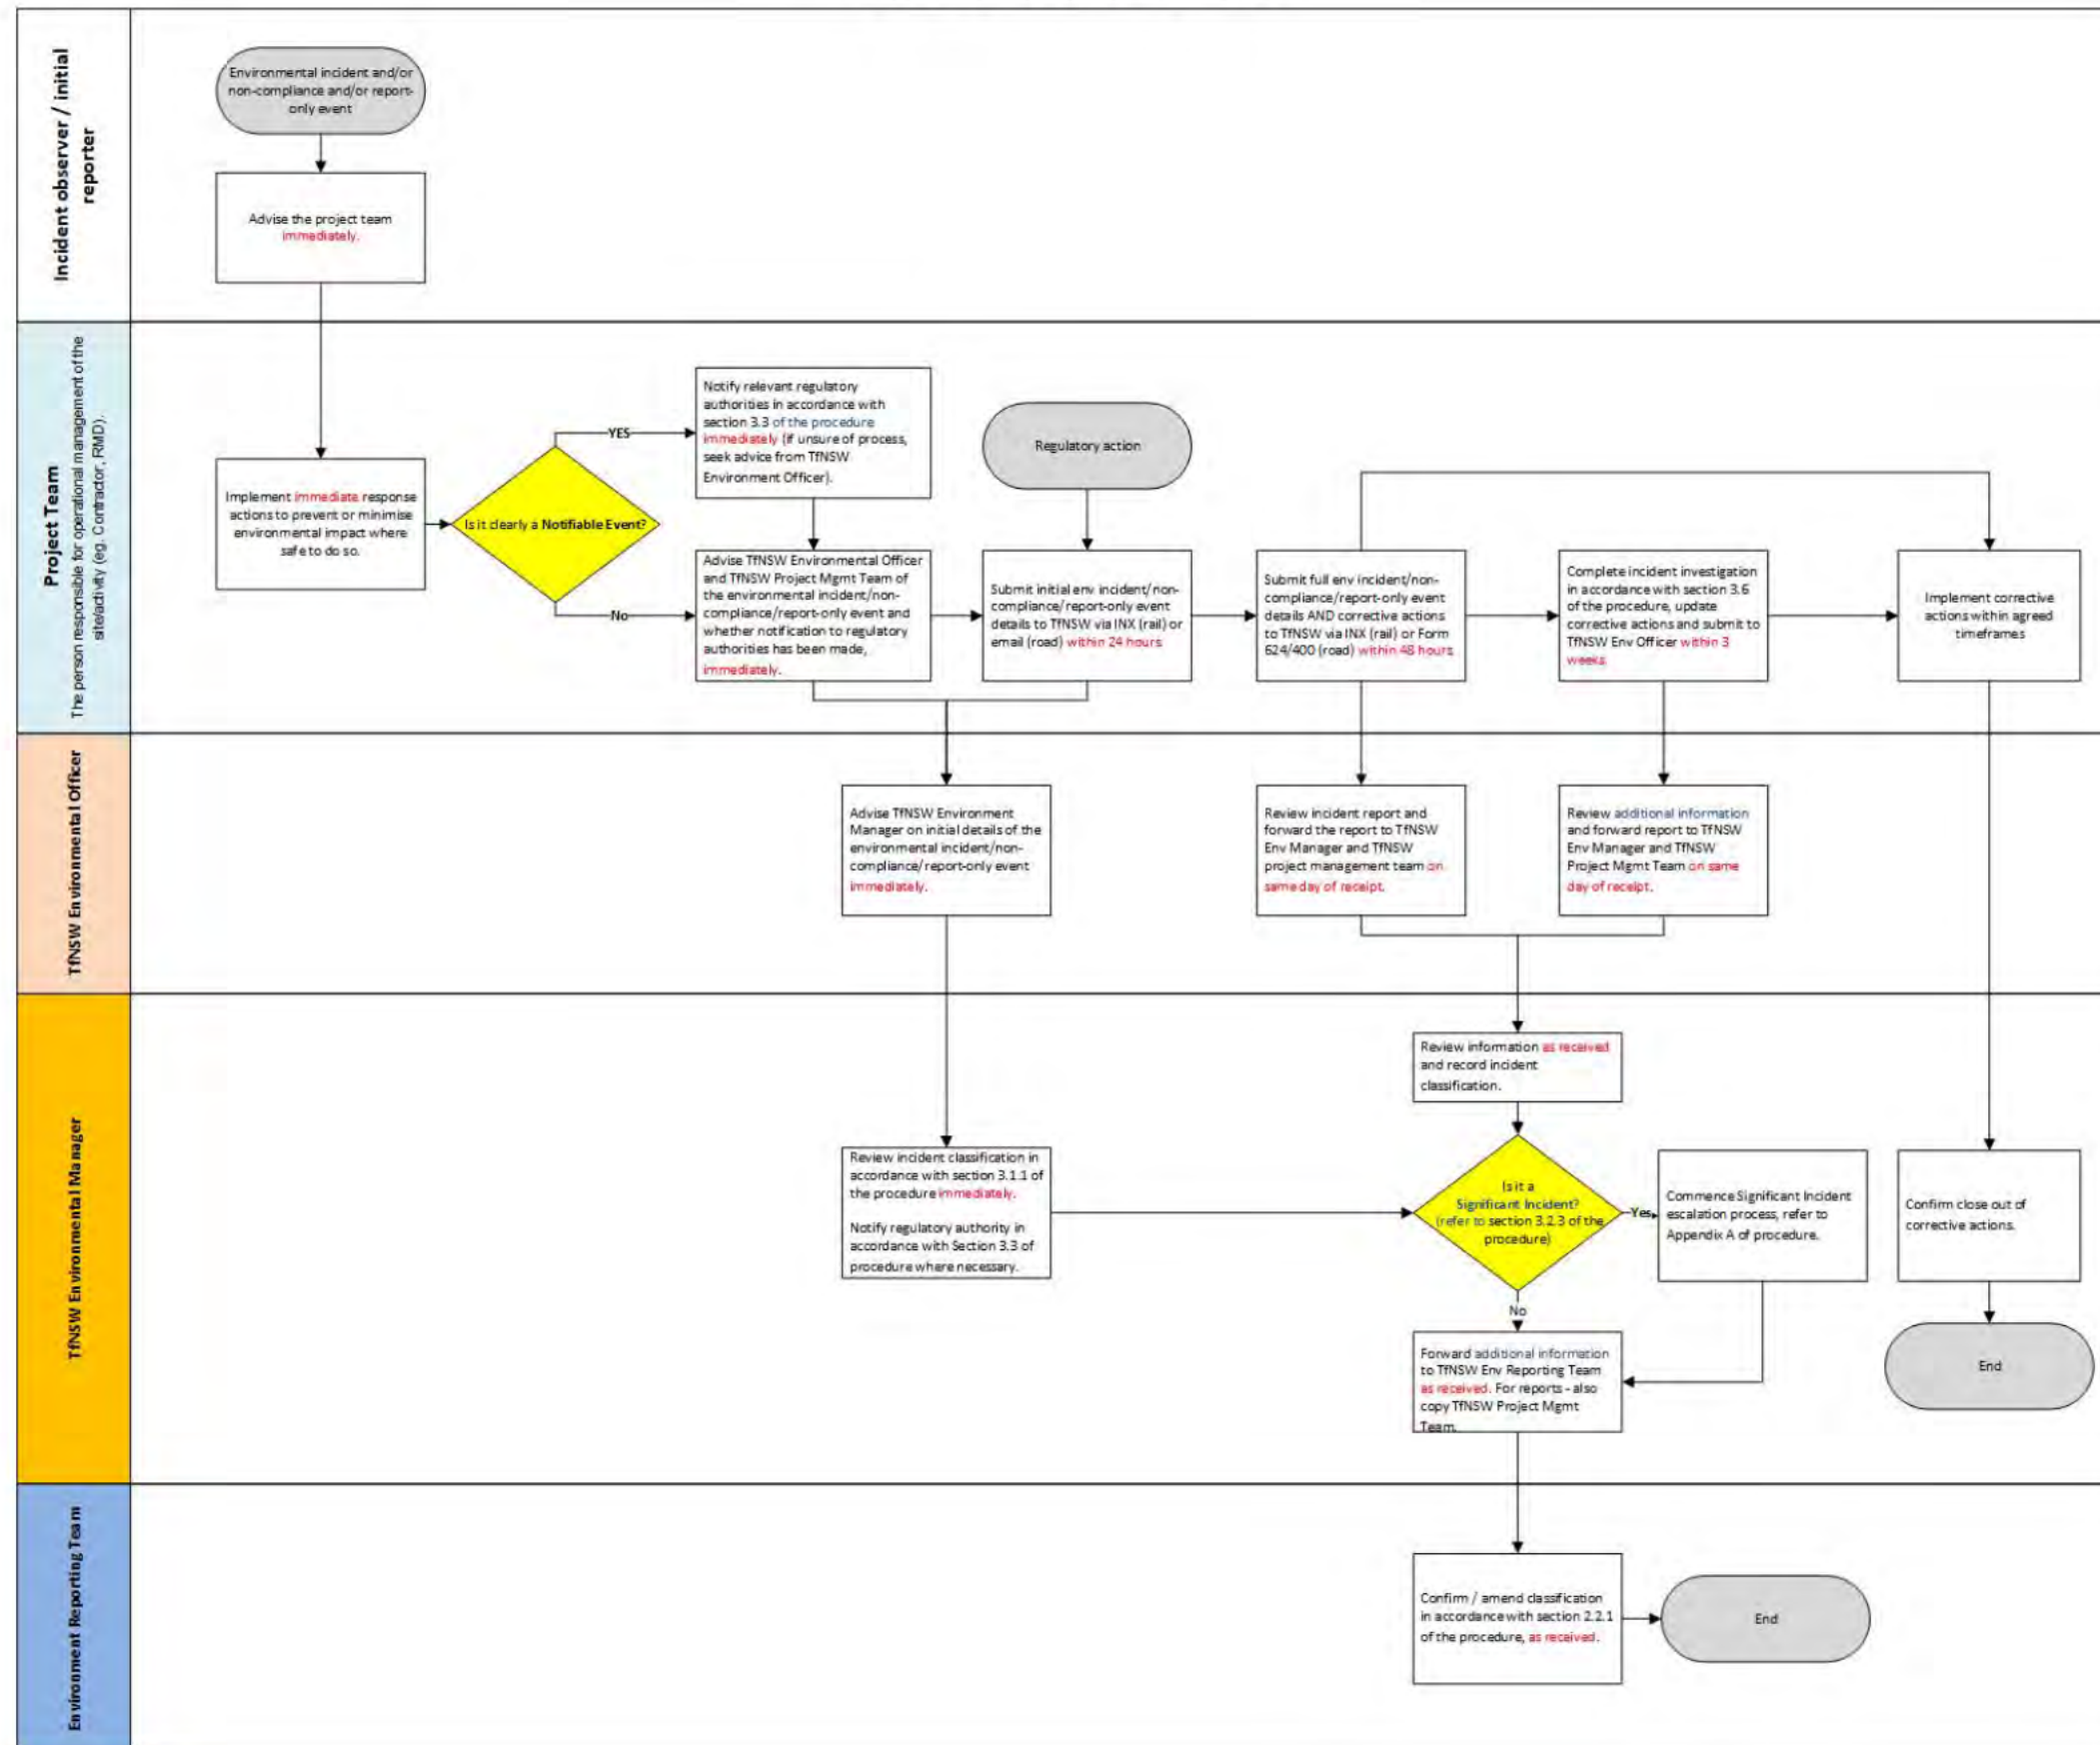 Incident observer / initial
reporter
Environmental incident and/or
non-compliance and/or report-
only event
Advise the project team
immediately.
Project Team
The person responsible for operational management of the
site/activity (eg. Contractor, RMD).
Implement immediate response
actions to prevent or minimise
environmental impact where
safe to do so.
Is it clearly a Notifiable Event?
YES
No
Notify relevant regulatory
authorities in accordance with
section 3.3 of the procedure
immediately (if unsure of process,
seek advice from TfNSW
Environment Officer).
Advise TfNSW Environmental Officer
and TfNSW Project Mgmt Team of
the environmental incident/non-
compliance/report-only event and
whether notification to regulatory
authorities has been made,
immediately.
Regulatory action
Submit initial env incident/non-
compliance/report-only event
details to TfNSW via INX (rail) or
email (road) within 24 hours
Submit full env incident/non-
compliance/report-only event
details AND corrective actions
to TfNSW via INX (rail) or Form
624/400 (road) within 48 hours
Complete incident investigation
in accordance with section 3.6
of the procedure, update
corrective actions and submit to
TfNSW Env Officer within 3
weeks
Implement corrective
actions within agreed
timeframes
TfNSW Environmental Officer
Advise TfNSW Environment
Manager on initial details of the
environmental incident/non-
compliance/report-only event
immediately.
Review incident report and
forward the report to TfNSW
Env Manager and TfNSW
project management team on
same day of receipt.
Review additional information
and forward report to TfNSW
Env Manager and TfNSW
Project Mgmt Team on same
day of receipt.
TfNSW Environmental Manager
Review information as received
and record incident
classification.
Review incident classification in
accordance with section 3.1.1 of
the procedure immediately.
Notify regulatory authority in
accordance with Section 3.3 of
procedure where necessary.
Is it a
Significant Incident?
(refer to section 3.2.3 of the
procedure)
Yes
No
Commence Significant Incident
escalation process, refer to
Appendix A of procedure.
Confirm close out of
corrective actions.
Forward additional information
to TfNSW Env Reporting Team
as received. For reports - also
copy TfNSW Project Mgmt
Team.
End
Environment Reporting Team
Confirm / amend classification
in accordance with section 2.2.1
of the procedure, as received.
End